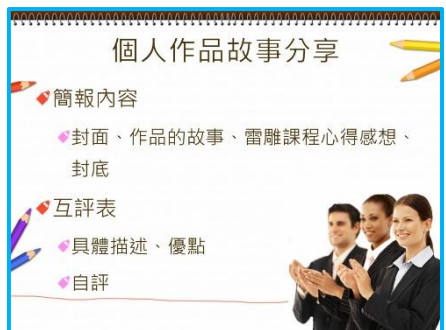 個人作品故事分享
簡報內容
封面、作品的故事、雷雕課程心得感想、
封底
互評表
具體描述、優點
自評